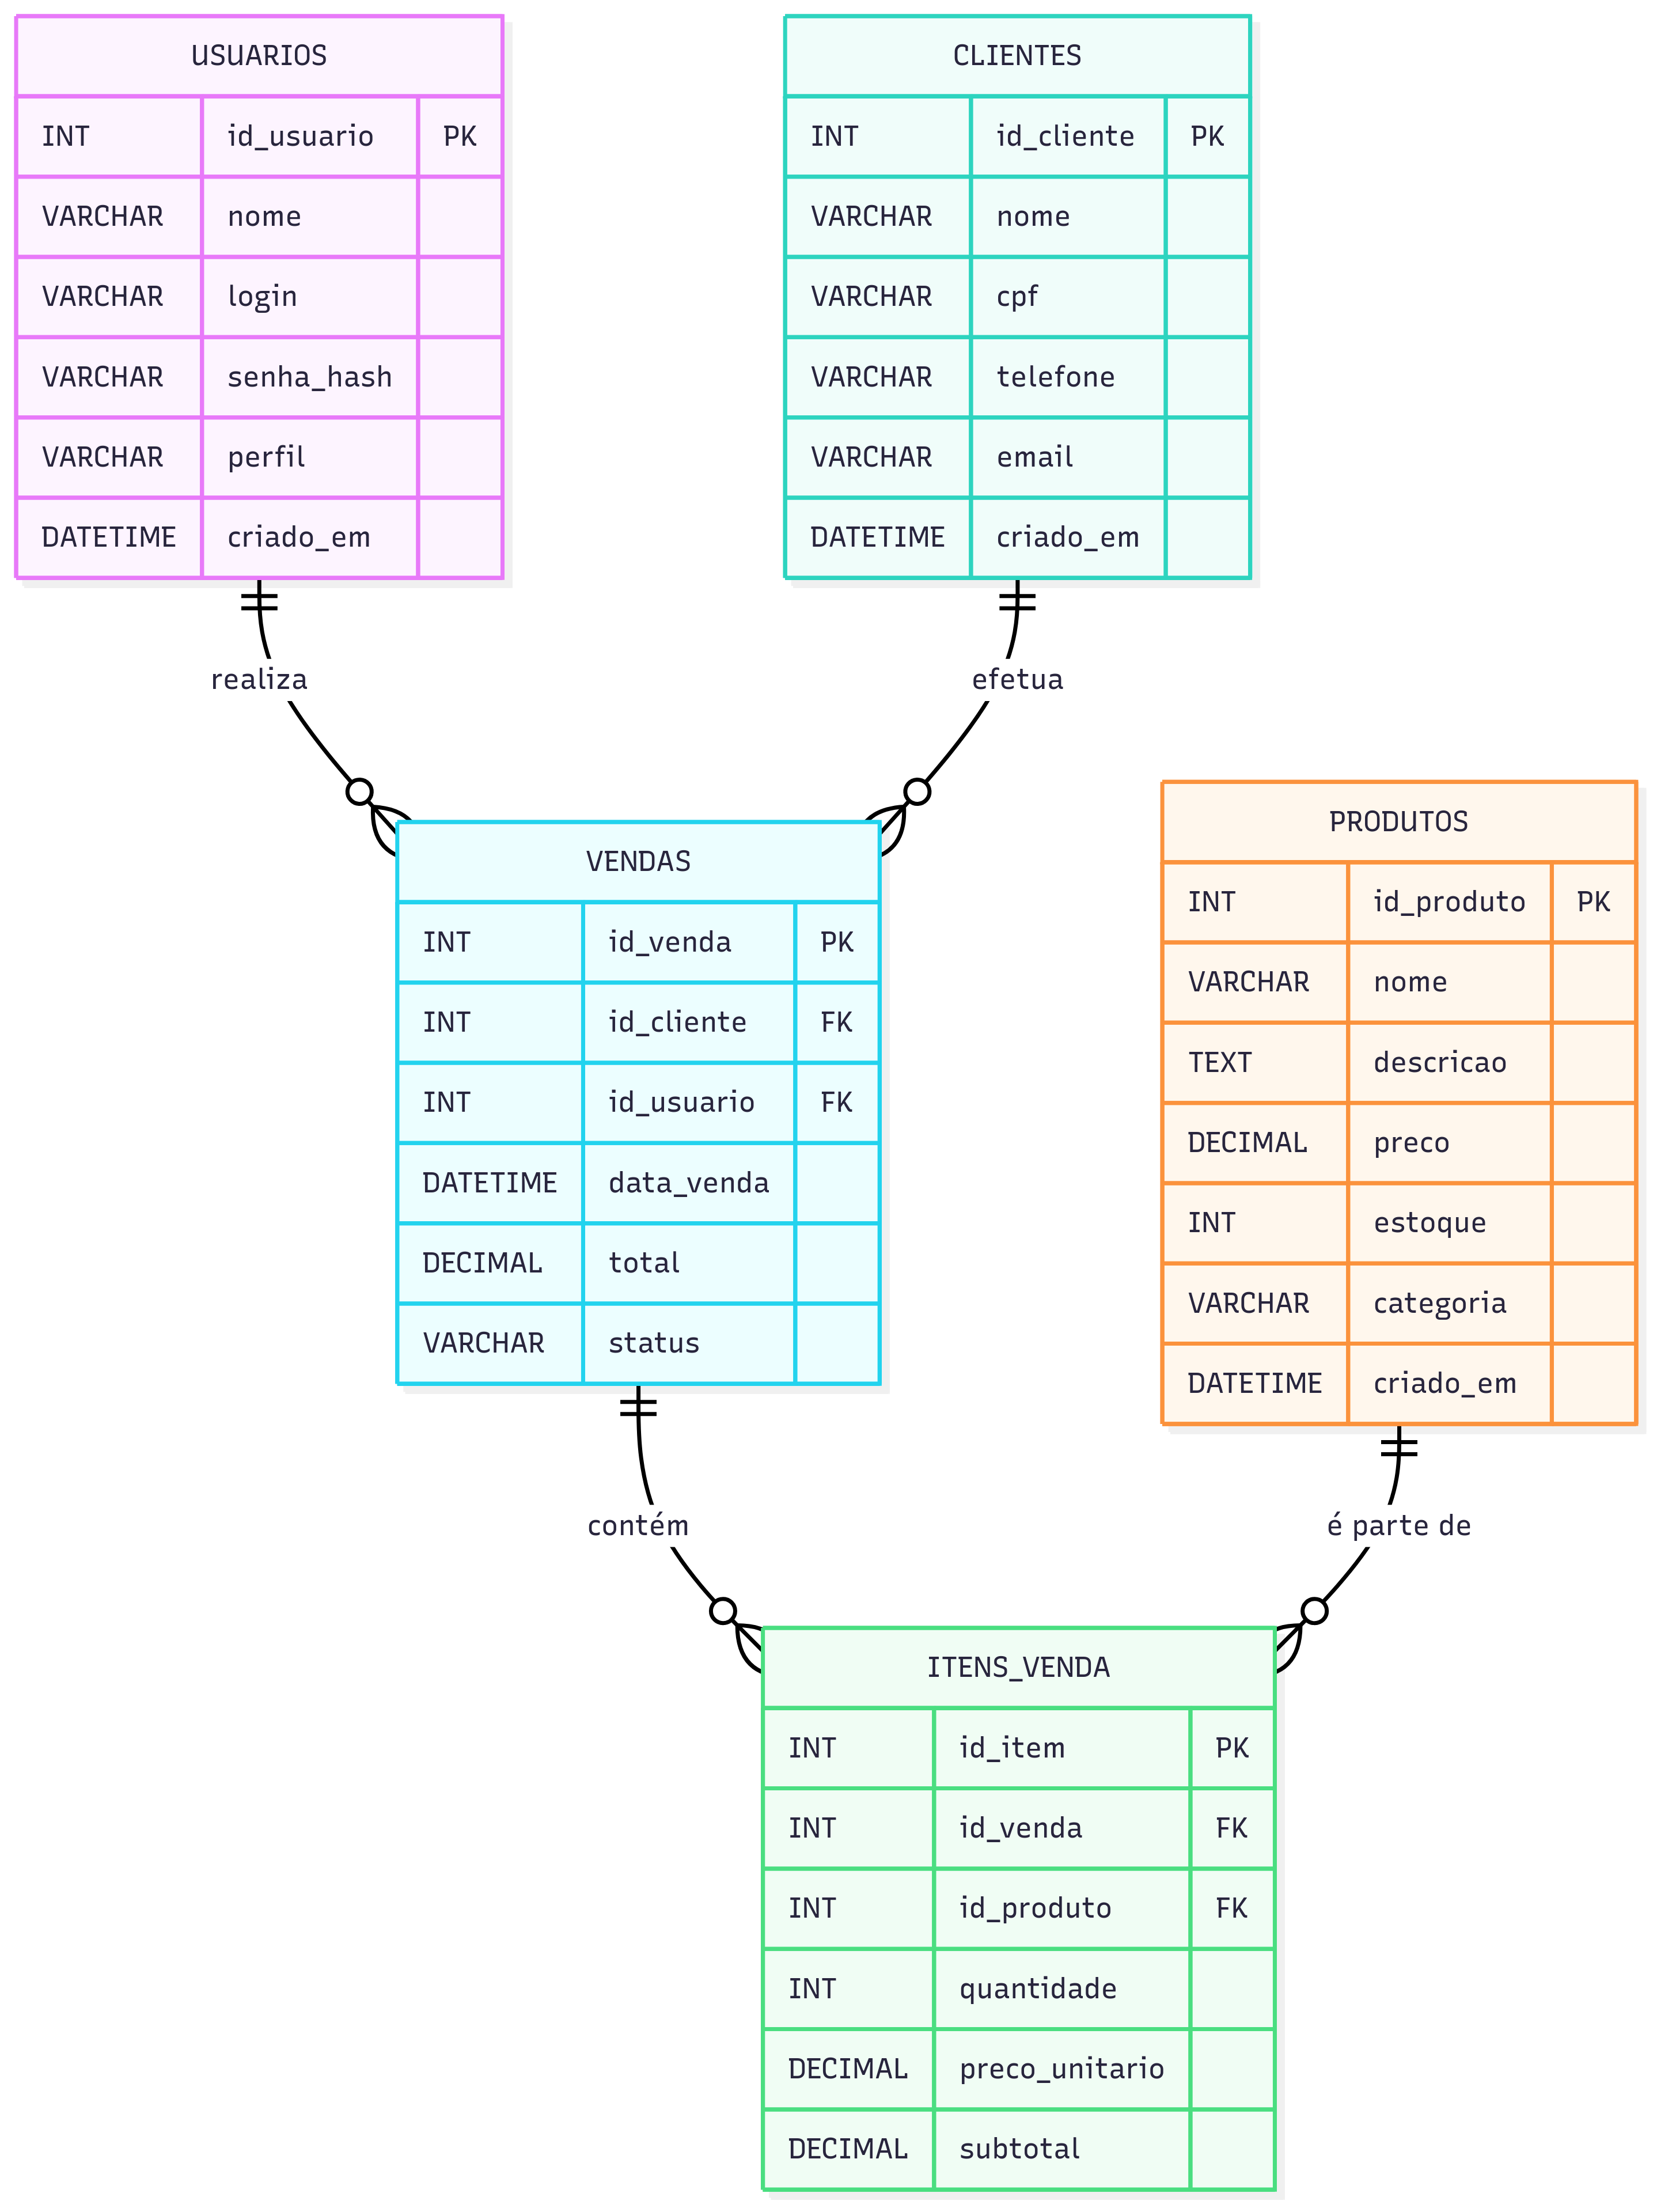 USUARIOS
INT id_usuario PK
VARCHAR nome
VARCHAR login
VARCHAR senha_hash
VARCHAR perfil
DATETIME criado_em
CLIENTES
INT id_cliente PK
VARCHAR nome
VARCHAR cpf
VARCHAR telefone
VARCHAR email
DATETIME criado_em
realiza
efetua
VENDAS
INT id_venda PK
INT id_cliente FK
INT id_usuario FK
DATETIME data_venda
DECIMAL total
VARCHAR status
PRODUTOS
INT id_produto PK
VARCHAR nome
TEXT descricao
DECIMAL preco
INT estoque
VARCHAR categoria
DATETIME criado_em
contém
é parte de
ITENS_VENDA
INT id_item PK
INT id_venda FK
INT id_produto FK
INT quantidade
DECIMAL preco_unitario
DECIMAL subtotal